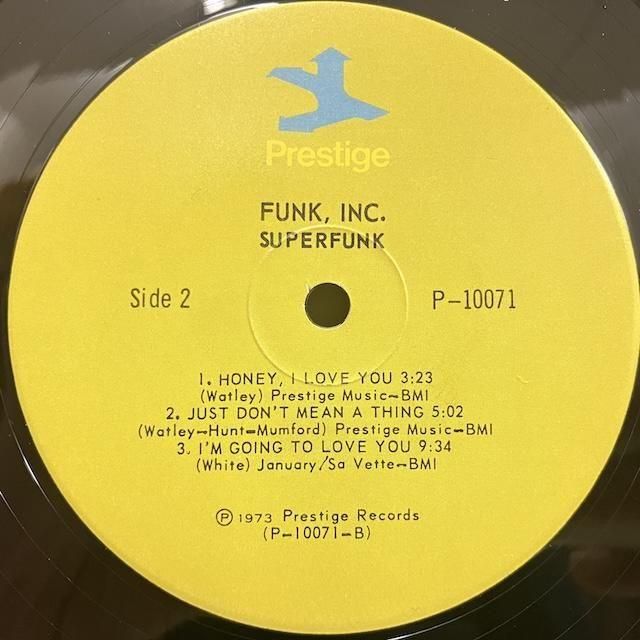 Prestige
FUNK, INC.
SUPERFUNK
Side 2 P-10071
1. HONEY, I LOVE YOU 3:23
(Watley) Prestige Music-BMI
2. JUST DON'T MEAN A THING 5:02
(Watley-Hunt-Mumford) Prestige Music-BMI
3. I'M GOING TO LOVE YOU 9:34
(White) January/Sa Vette-BMI
℗ 1973 Prestige Records
(P-10071-B)